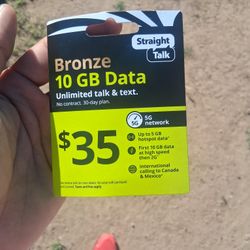 Straight
Talk
Bronze
10 GB Data
Unlimited talk & text.
No contract. 30-day plan.
$35
5G
5G
network
Up to 5 GB
hotspot data
First 10 GB data
at high speed
then 2G
International
calling to Canada
& Mexico